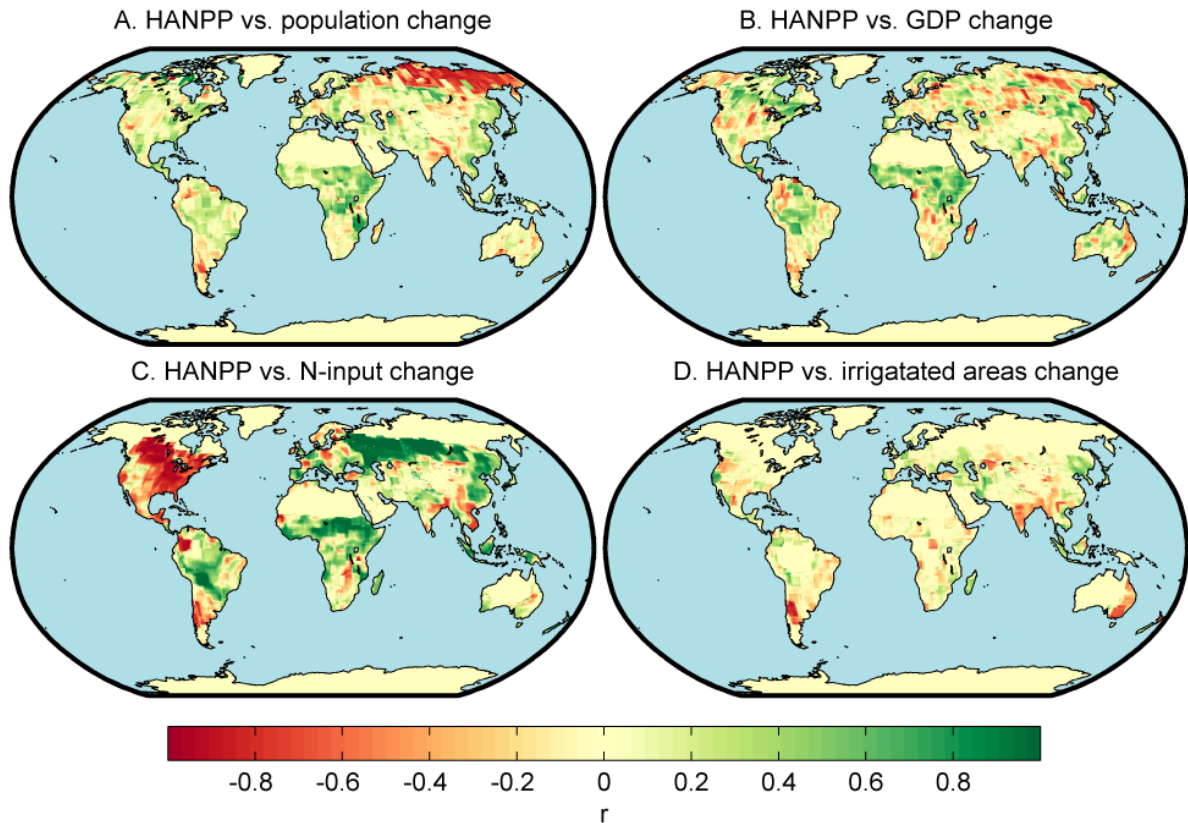 A. HANPP vs. population change
B. HANPP vs. GDP change
C. HANPP vs. N-input change
D. HANPP vs. irrigatated areas change
-0.8 -0.6 -0.4 -0.2 0 0.2 0.4 0.6 0.8
r